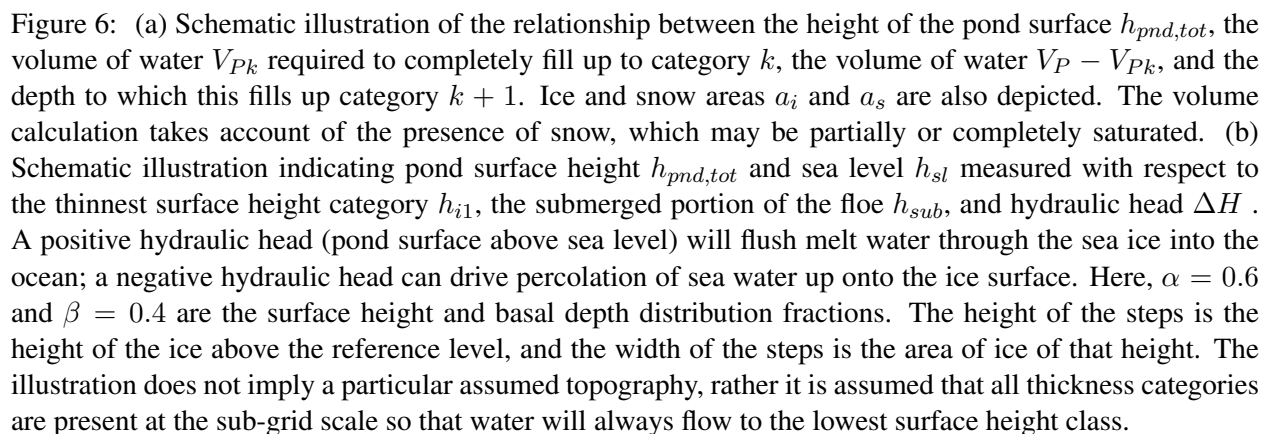 Figure 6: (a) Schematic illustration of the relationship between the height of the pond surface $h_{pnd,tot}$, the
volume of water $V_{Pk}$ required to completely fill up to category $k$, the volume of water $V_P - V_{Pk}$, and the
depth to which this fills up category $k + 1$. Ice and snow areas $a_i$ and $a_s$ are also depicted. The volume
calculation takes account of the presence of snow, which may be partially or completely saturated. (b)
Schematic illustration indicating pond surface height $h_{pnd,tot}$ and sea level $h_{sl}$ measured with respect to
the thinnest surface height category $h_{i1}$, the submerged portion of the floe $h_{sub}$, and hydraulic head $\Delta H$ .
A positive hydraulic head (pond surface above sea level) will flush melt water through the sea ice into the
ocean; a negative hydraulic head can drive percolation of sea water up onto the ice surface. Here, $\alpha = 0.6$
and $\beta = 0.4$ are the surface height and basal depth distribution fractions. The height of the steps is the
height of the ice above the reference level, and the width of the steps is the area of ice of that height. The
illustration does not imply a particular assumed topography, rather it is assumed that all thickness categories
are present at the sub-grid scale so that water will always flow to the lowest surface height class.